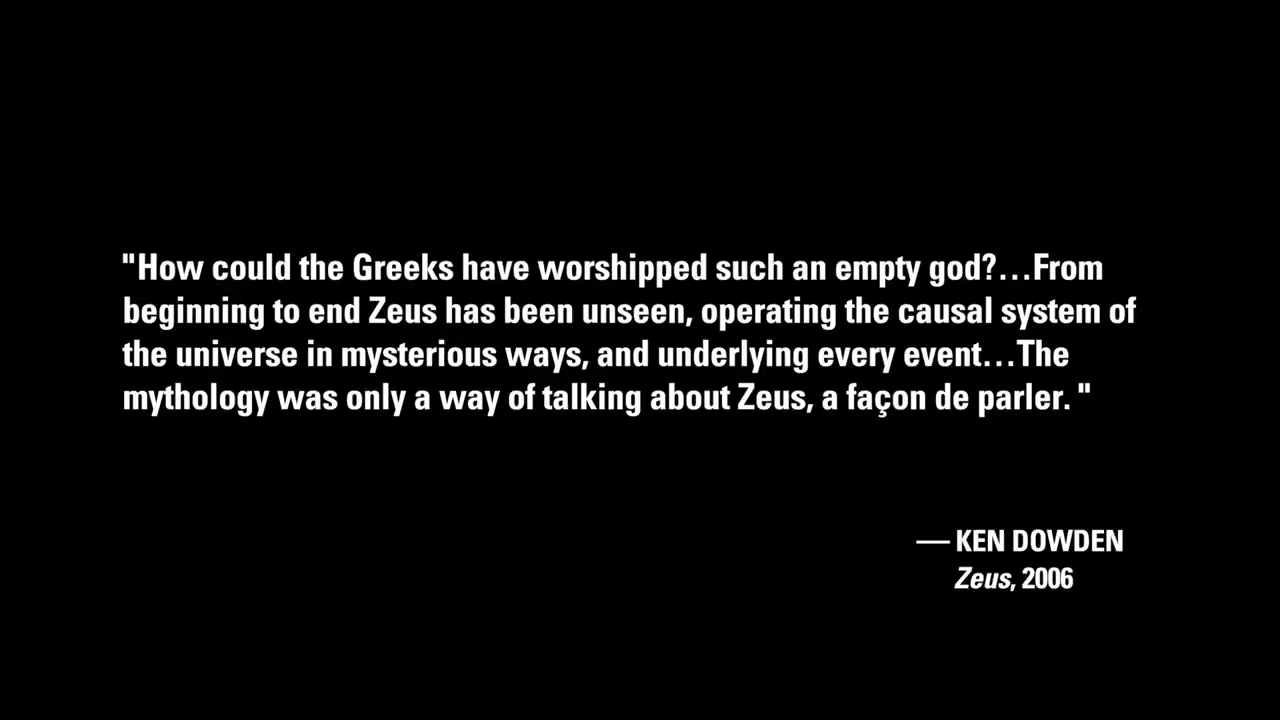 "How could the Greeks have worshipped such an empty god?...From
beginning to end Zeus has been unseen, operating the causal system of
the universe in mysterious ways, and underlying every event...The
mythology was only a way of talking about Zeus, a façon de parler. "
— KEN DOWDEN
Zeus, 2006